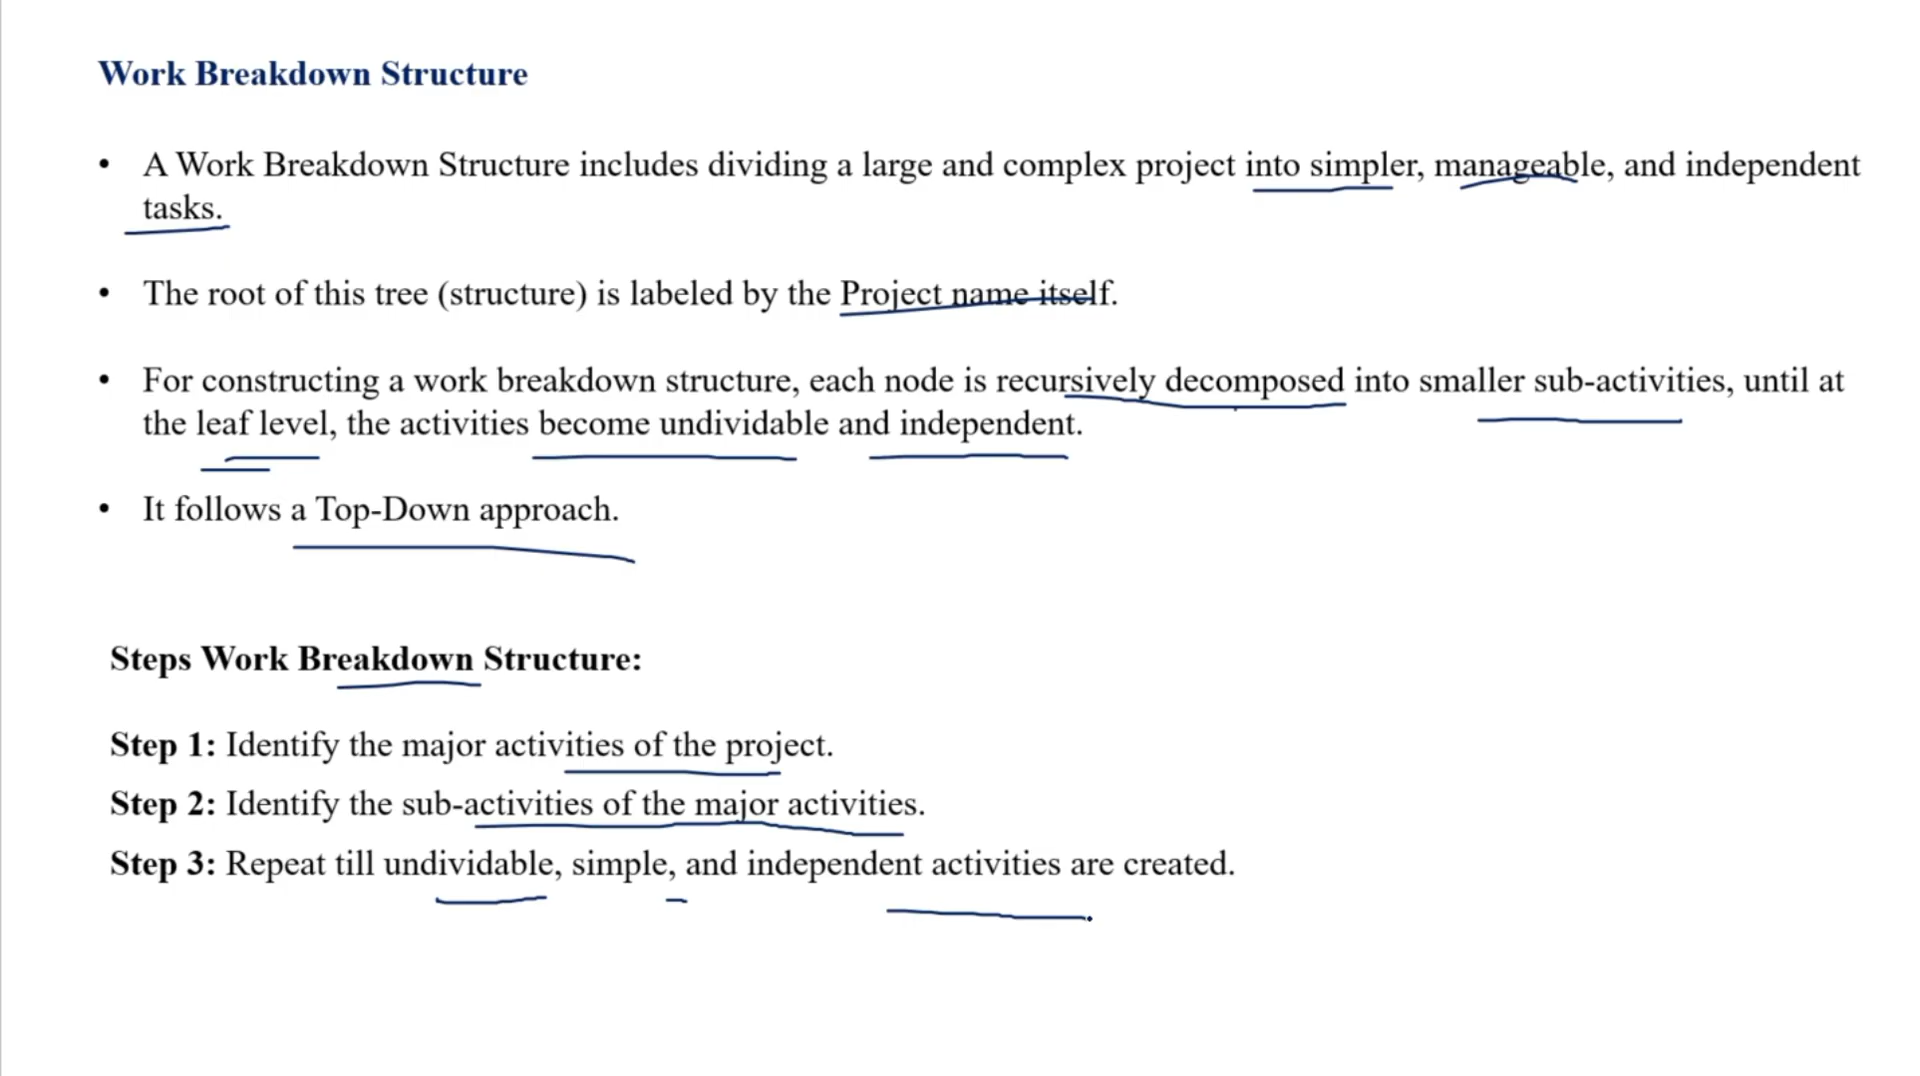 Work Breakdown Structure
• A Work Breakdown Structure includes dividing a large and complex project into simpler, manageable, and independent
tasks.
• The root of this tree (structure) is labeled by the Project name itself.
• For constructing a work breakdown structure, each node is recursively decomposed into smaller sub-activities, until at
the leaf level, the activities become undividable and independent.
• It follows a Top-Down approach.
Steps Work Breakdown Structure:
Step 1: Identify the major activities of the project.
Step 2: Identify the sub-activities of the major activities.
Step 3: Repeat till undividable, simple, and independent activities are created.